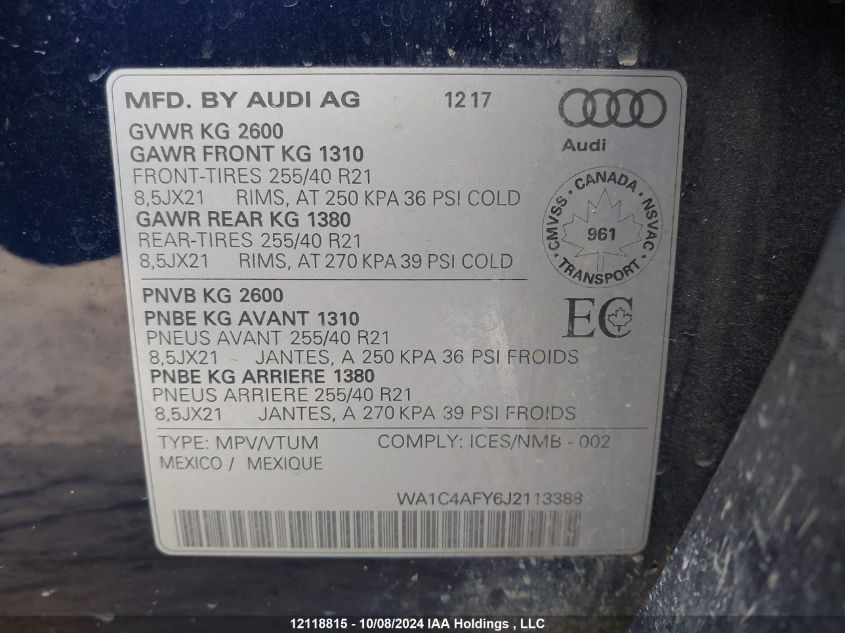 MFD. BY AUDI AG 12 17
Audi
GVWR KG 2600
GAWR FRONT KG 1310
FRONT-TIRES 255/40 R21
8,5JX21 RIMS, AT 250 KPA 36 PSI COLD
GAWR REAR KG 1380
REAR-TIRES 255/40 R21
8,5JX21 RIMS, AT 270 KPA 39 PSI COLD
CMVSS - CANADA - NSVAC
961
TRANSPORT
PNVB KG 2600
PNBE KG AVANT 1310
PNEUS AVANT 255/40 R21
8,5JX21 JANTES, A 250 KPA 36 PSI FROIDS
PNBE KG ARRIERE 1380
PNEUS ARRIERE 255/40 R21
8,5JX21 JANTES, A 270 KPA 39 PSI FROIDS
EC
TYPE: MPV/VTUM COMPLY: ICES/NMB - 002
MEXICO / MEXIQUE
WA1C4AFY6J2113388
12118815 - 10/08/2024 IAA Holdings , LLC